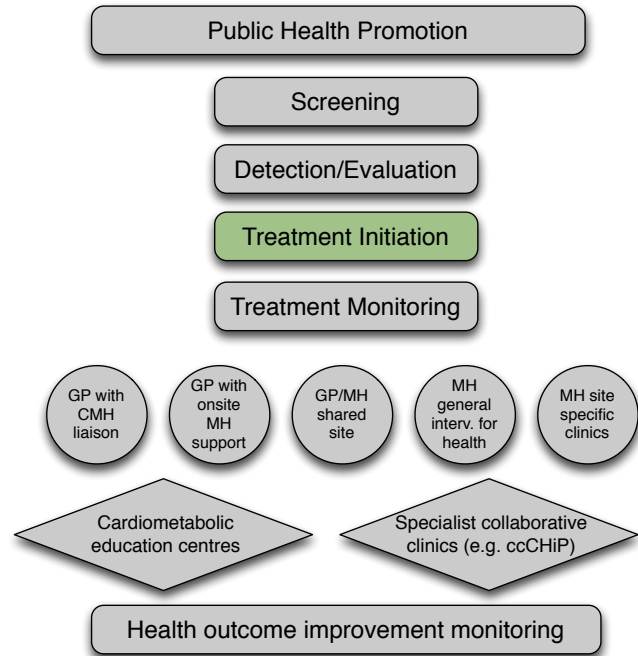 Public Health Promotion
Screening
Detection/Evaluation
Treatment Initiation
Treatment Monitoring
GP with
CMH
liaison
GP with
onsite
MH
support
GP/MH
shared
site
MH
general
interv. for
health
MH site
specific
clinics
Cardiometabolic
education centres
Specialist collaborative
clinics (e.g. ccCHiP)
Health outcome improvement monitoring